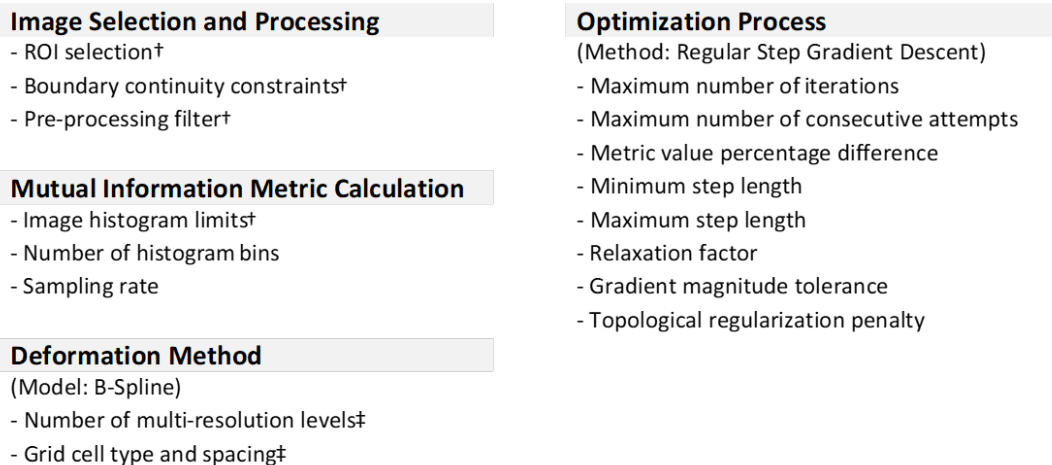 Image Selection and Processing
- ROI selection†
- Boundary continuity constraints†
- Pre-processing filter†
Mutual Information Metric Calculation
- Image histogram limits†
- Number of histogram bins
- Sampling rate
Deformation Method
(Model: B-Spline)
- Number of multi-resolution levels‡
- Grid cell type and spacing‡
Optimization Process
(Method: Regular Step Gradient Descent)
- Maximum number of iterations
- Maximum number of consecutive attempts
- Metric value percentage difference
- Minimum step length
- Maximum step length
- Relaxation factor
- Gradient magnitude tolerance
- Topological regularization penalty